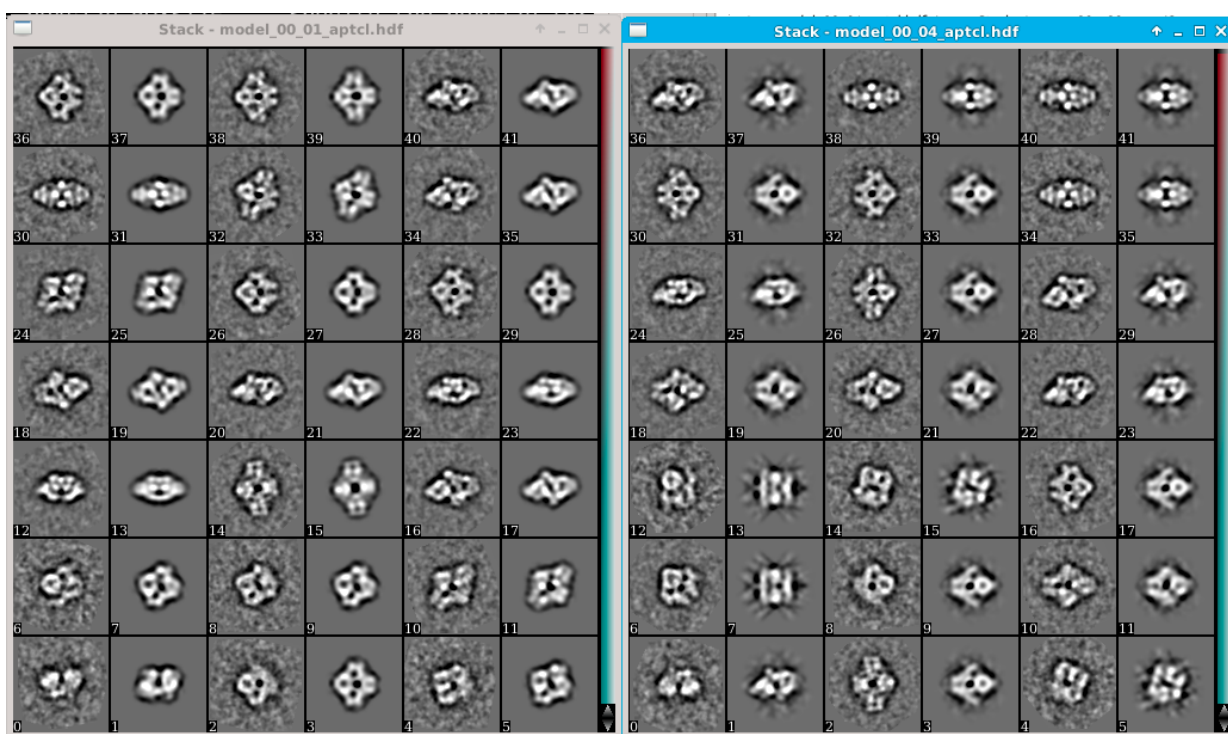 Stack - model_00_01_aptcl.hdf
36 37 38 39 40 41
30 31 32 33 34 35
24 25 26 27 28 29
18 19 20 21 22 23
12 13 14 15 16 17
6 7 8 9 10 11
0 1 2 3 4 5
Stack - model_00_04_aptcl.hdf
36 37 38 39 40 41
30 31 32 33 34 35
24 25 26 27 28 29
18 19 20 21 22 23
12 13 14 15 16 17
6 7 8 9 10 11
0 1 2 3 4 5